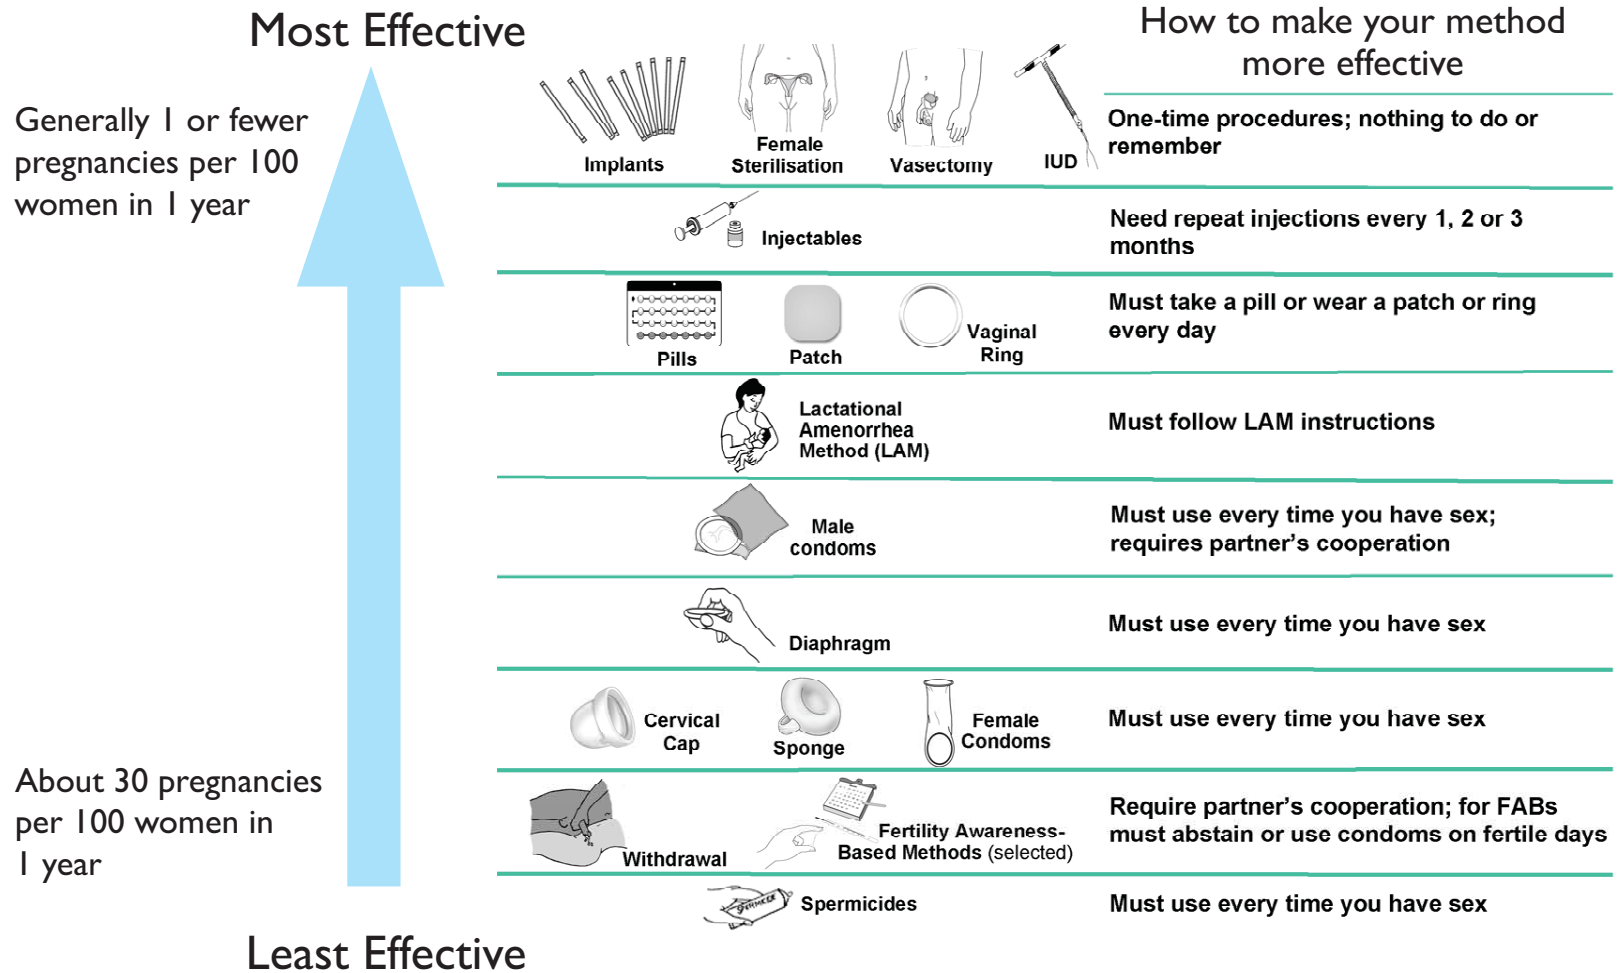 Most Effective
How to make your method
more effective
Generally 1 or fewer
pregnancies per 100
women in 1 year
Implants
Female
Sterilisation
Vasectomy
IUD
One-time procedures; nothing to do or
remember
Injectables
Need repeat injections every 1, 2 or 3
months
Pills
Patch
Vaginal
Ring
Must take a pill or wear a patch or ring
every day
Lactational
Amenorrhea
Method (LAM)
Must follow LAM instructions
Male
condoms
Must use every time you have sex;
requires partner’s cooperation
Diaphragm
Must use every time you have sex
Cervical
Cap
Sponge
Female
Condoms
Must use every time you have sex
About 30 pregnancies
per 100 women in
1 year
Withdrawal
Fertility Awareness-
Based Methods (selected)
Require partner’s cooperation; for FABs
must abstain or use condoms on fertile days
SPERMICIDE
Spermicides
Must use every time you have sex
Least Effective